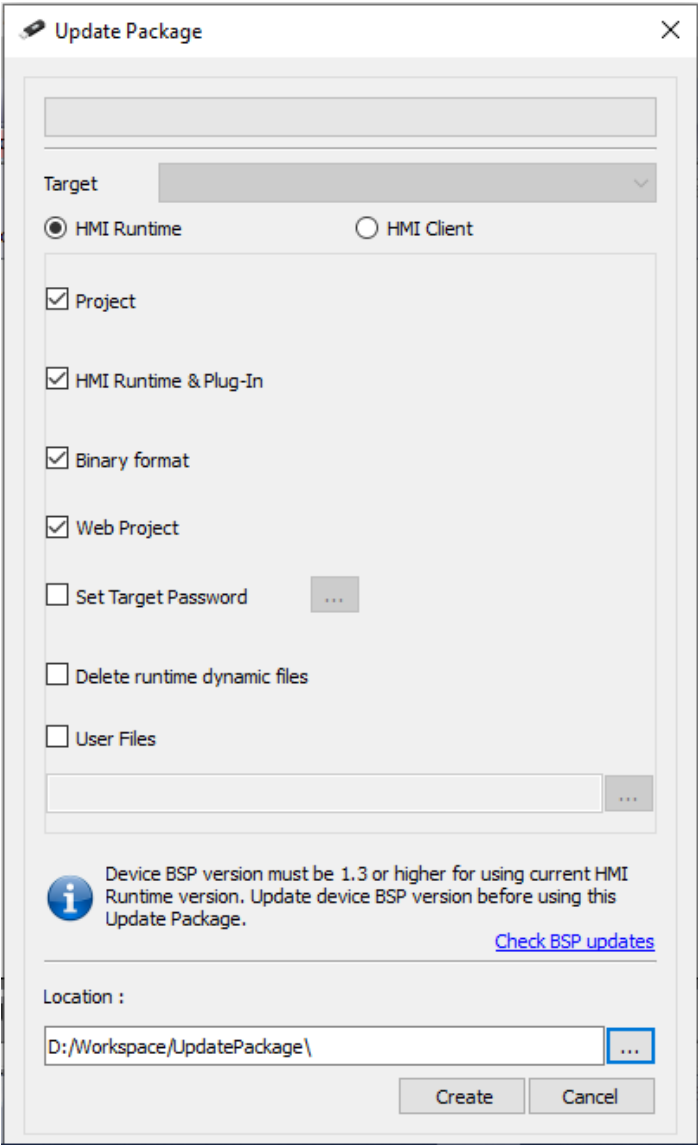 Update Package
Target
HMI Runtime
HMI Client
Project
HMI Runtime & Plug-In
Binary format
Web Project
Set Target Password
...
Delete runtime dynamic files
User Files
...
Device BSP version must be 1.3 or higher for using current HMI
Runtime version. Update device BSP version before using this
Update Package.
Check BSP updates
Location :
D:/Workspace/UpdatePackage\
...
Create
Cancel